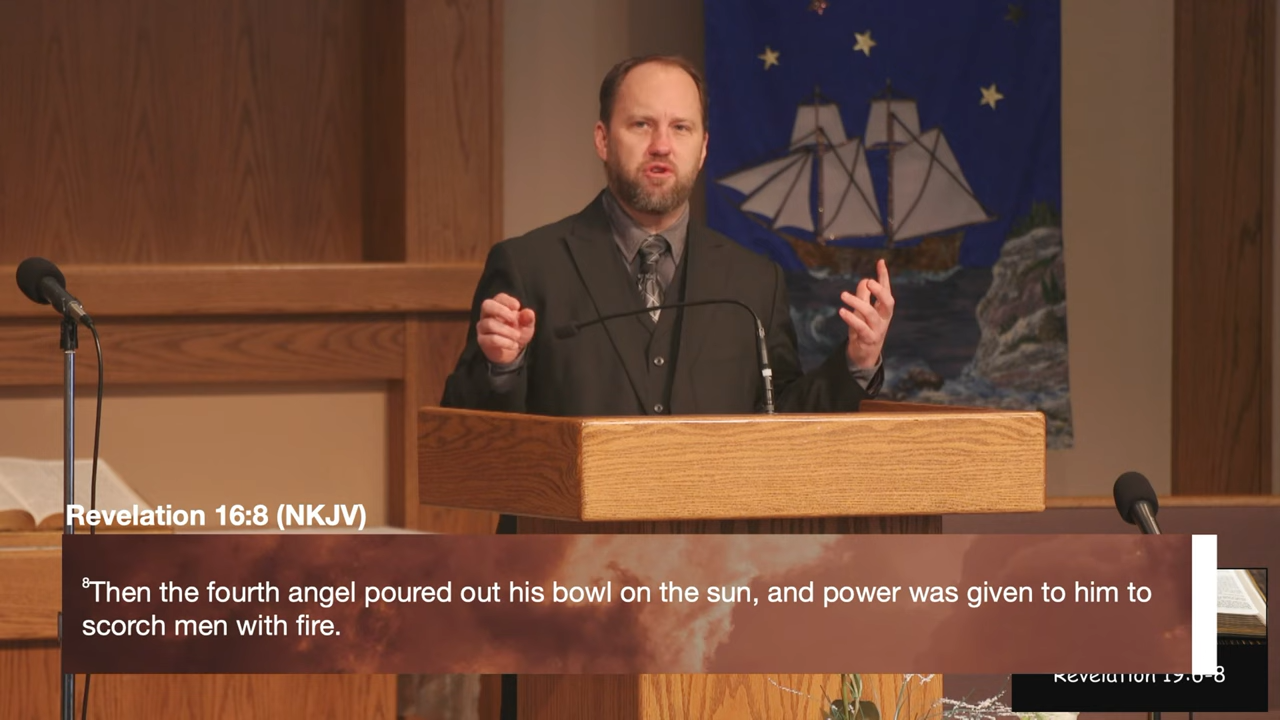 Revelation 16:8 (NKJV)
⁸Then the fourth angel poured out his bowl on the sun, and power was given to him to
scorch men with fire.
Revelation 19:6-8